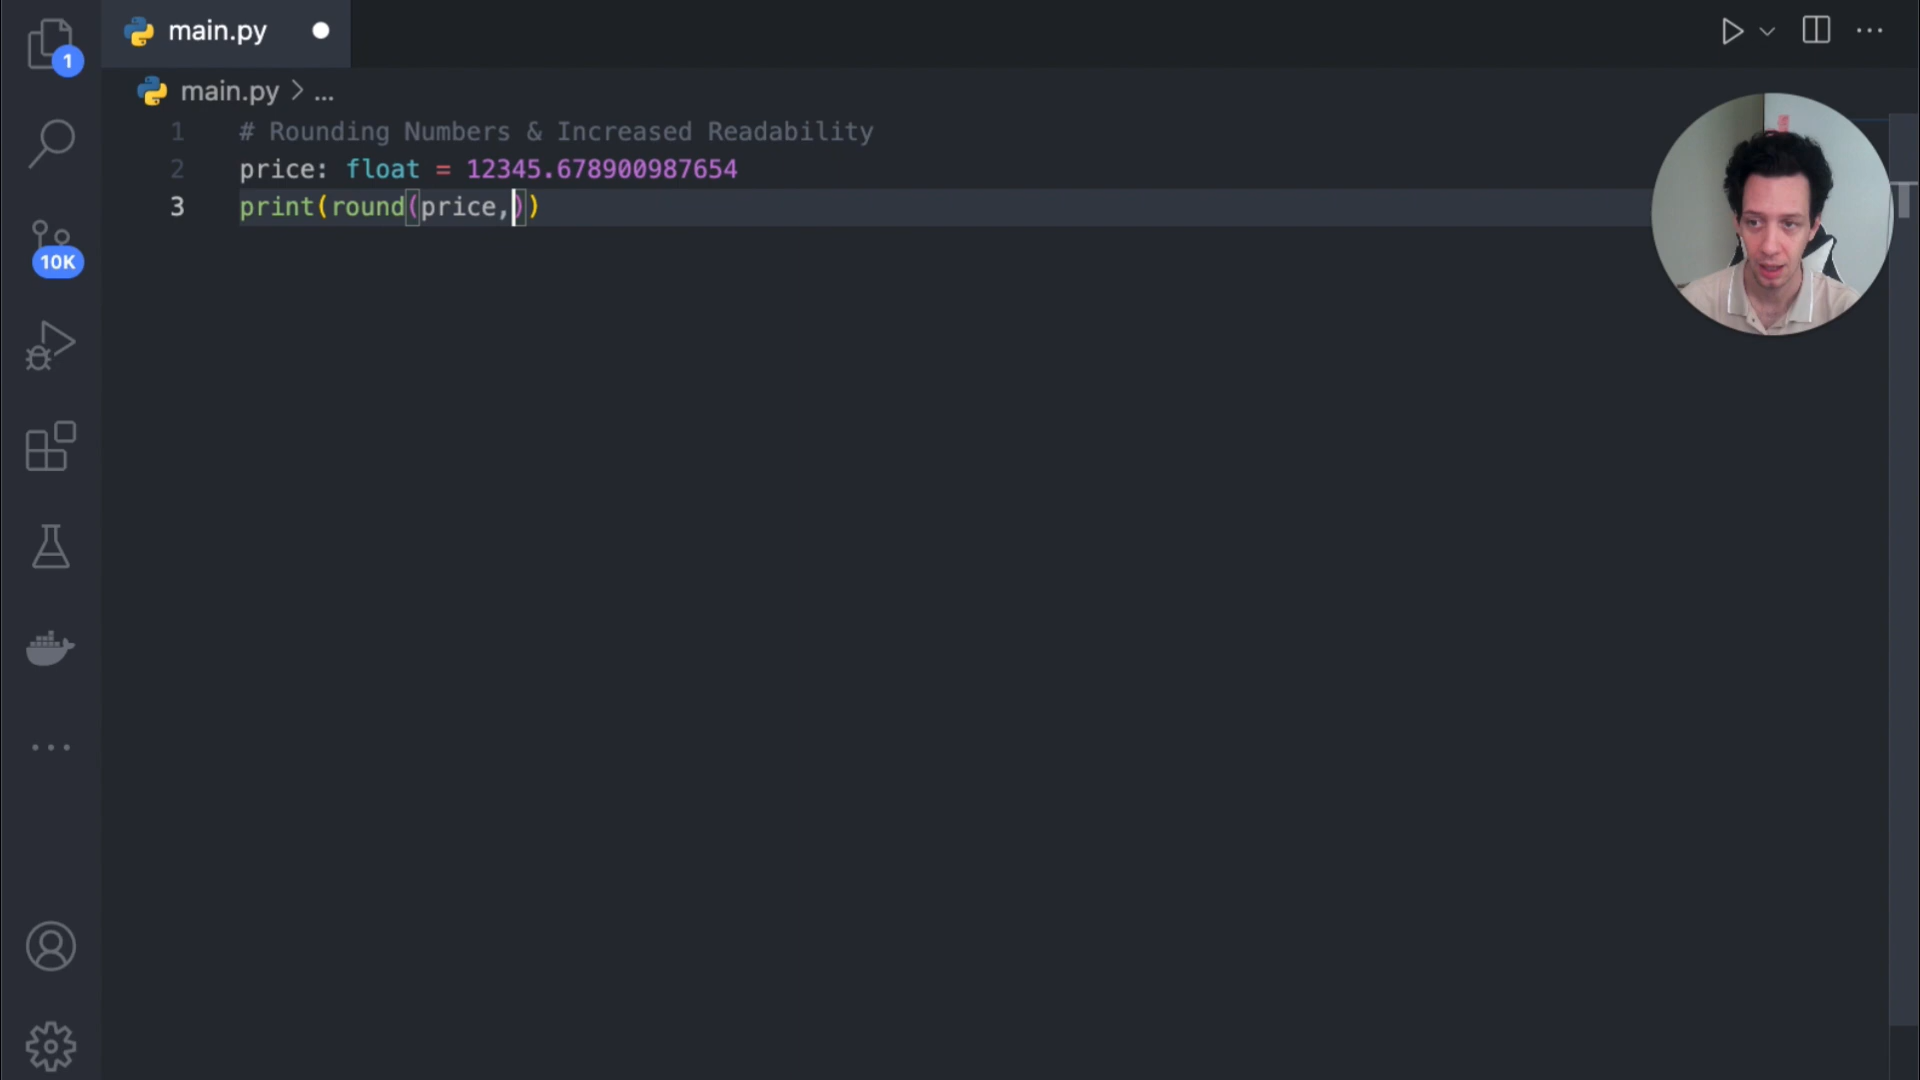 main.py
1
main.py > ...
1 # Rounding Numbers & Increased Readability
2 price: float = 12345.678900987654
3 print(round(price,))
10K